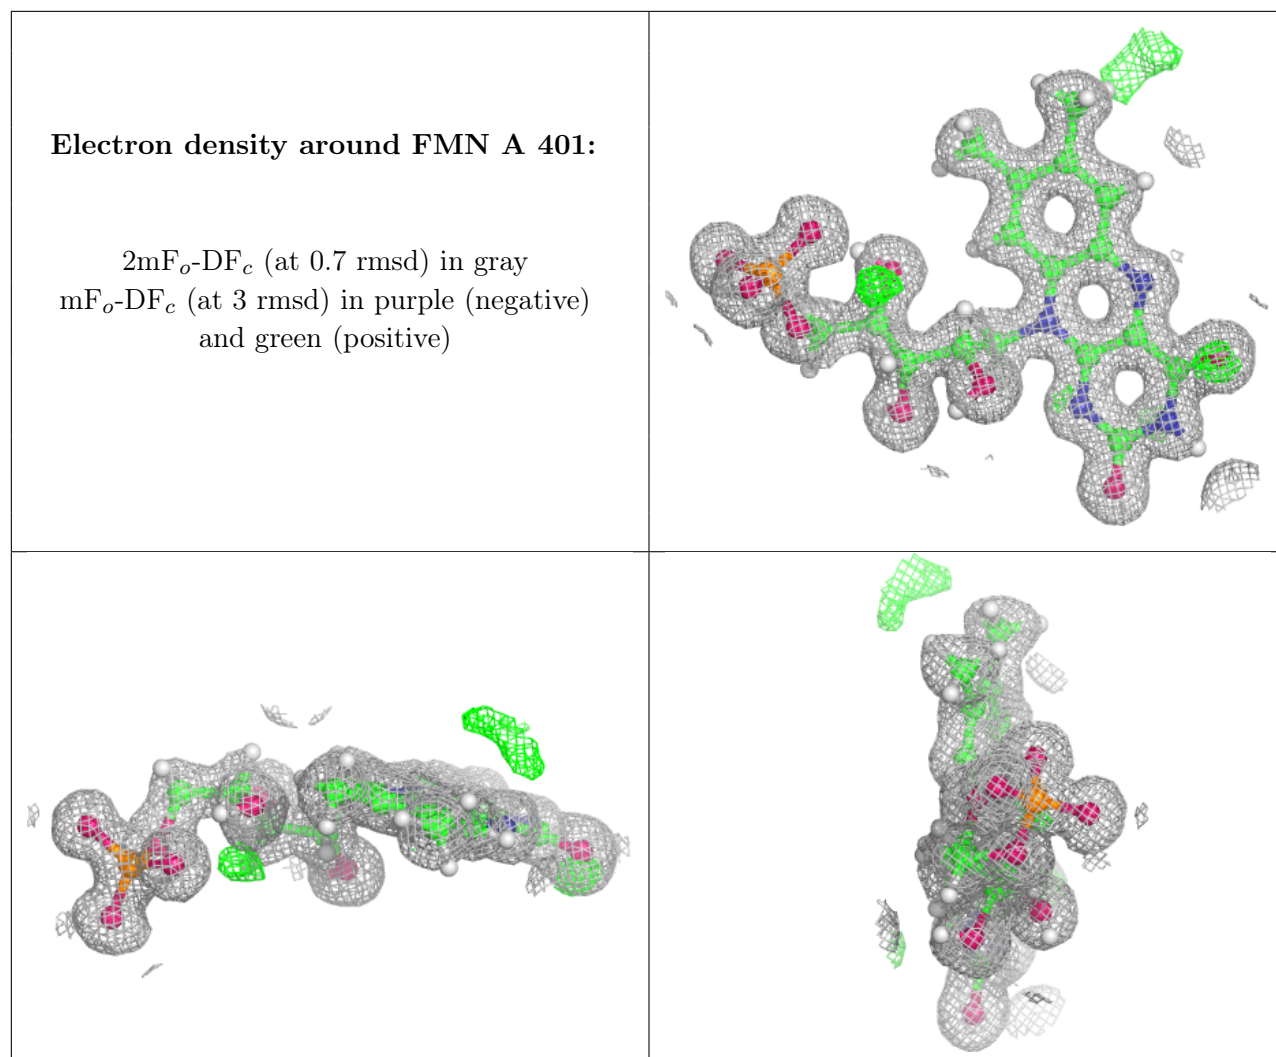 Electron density around FMN A 401:
2mFo-DFc (at 0.7 rmsd) in gray
mFo-DFc (at 3 rmsd) in purple (negative)
and green (positive)